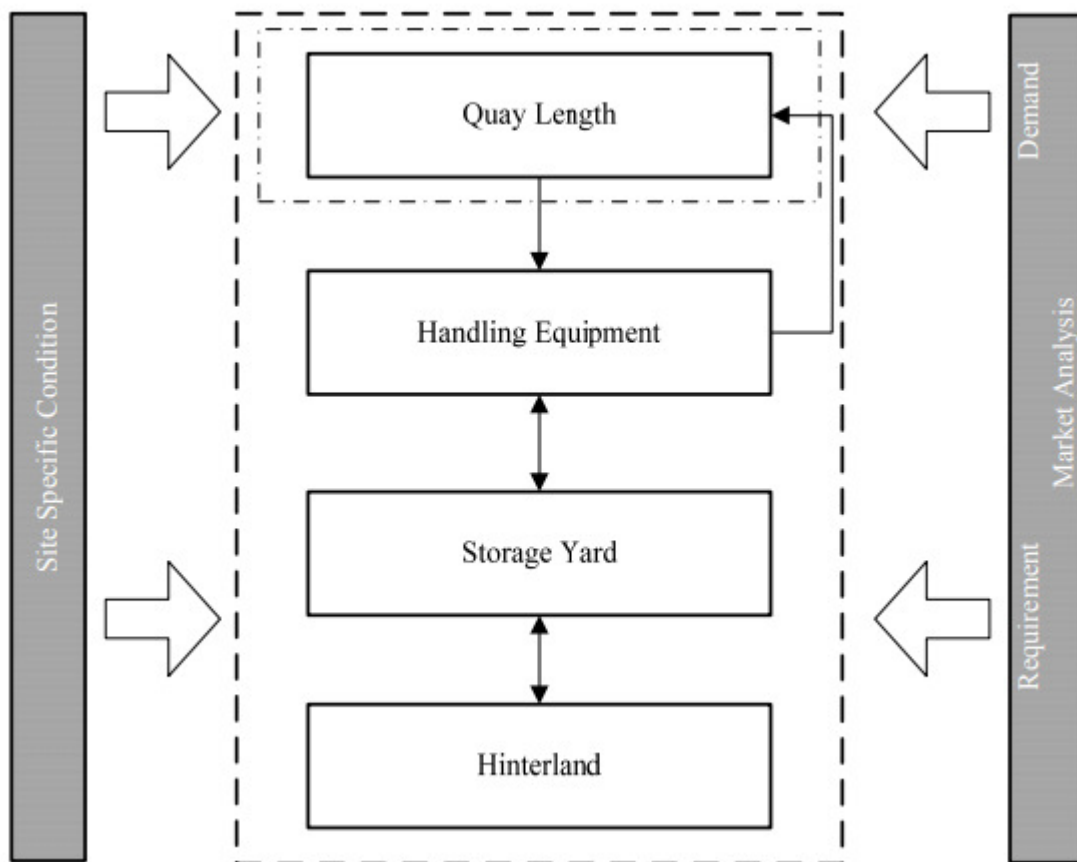 Site Specific Condition
Quay Length
Handling Equipment
Storage Yard
Hinterland
Demand
Requirement
Market Analysis